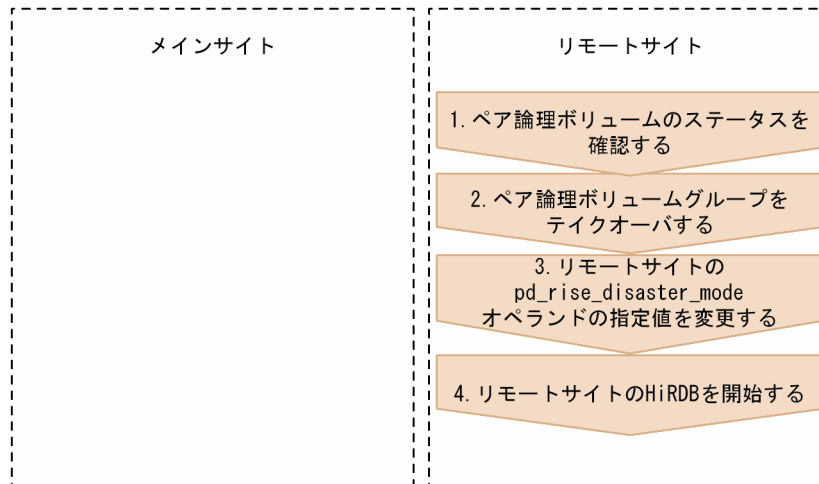 メインサイト
リモートサイト
1. ペア論理ボリュームのステータスを
確認する
2. ペア論理ボリュームグループを
テイクオーバする
3. リモートサイトの
pd_rise_disaster_mode
オペランドの指定値を変更する
4. リモートサイトのHiRDBを開始する